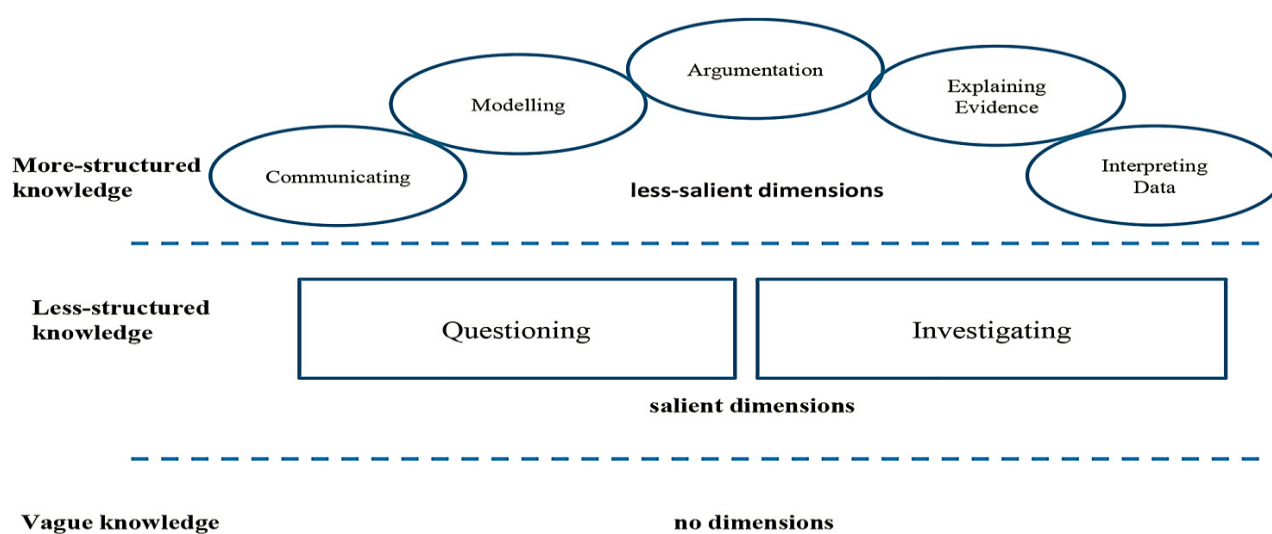 Argumentation
Explaining
Evidence
Modelling
More-structured
knowledge
Communicating
less-salient dimensions
Interpreting
Data
Less-structured
knowledge
Questioning
Investigating
salient dimensions
Vague knowledge
no dimensions